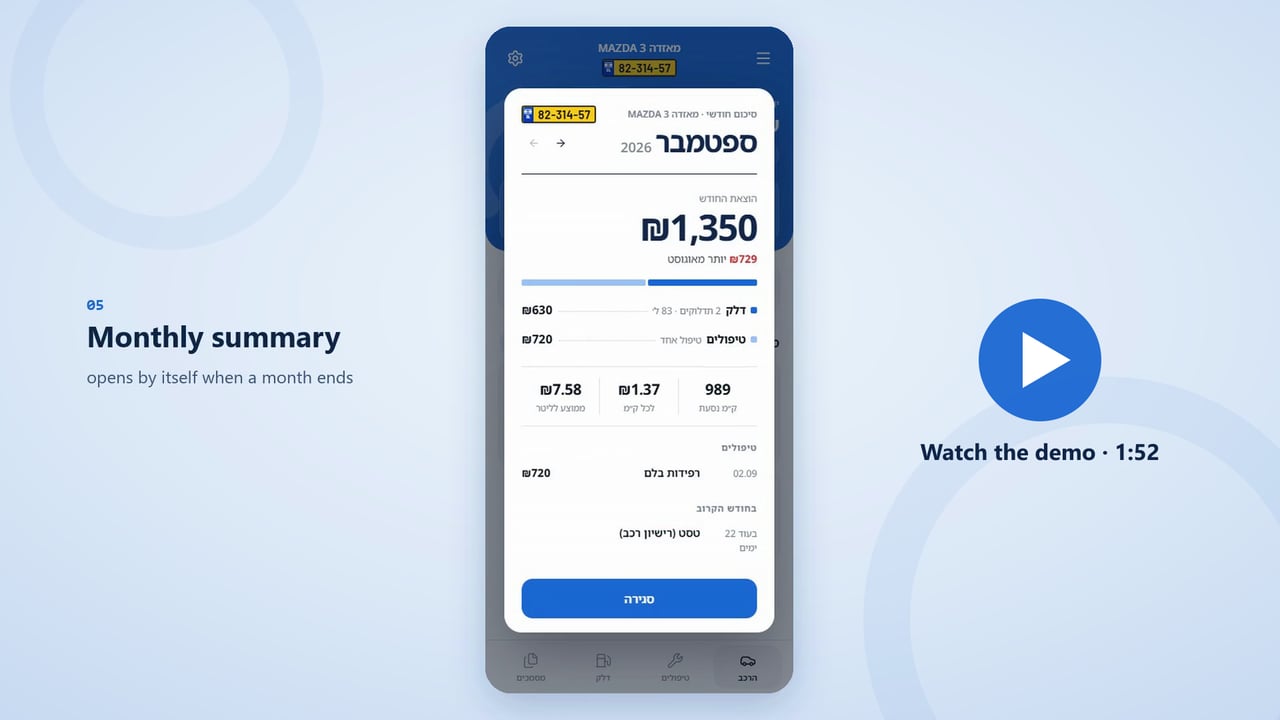 05
Monthly summary
opens by itself when a month ends
מאזדה MAZDA 3
82-314-57
סיכום חודשי · מאזדה MAZDA 3
82-314-57
ספטמבר 2026
הוצאת החודש
₪1,350
₪729 יותר מאוגוסט
דלק 2 תדלוקים · 83 ל׳ ₪630
טיפולים טיפול אחד ₪720
989 ₪1.37 ₪7.58
ק״מ נסעת לכל ק״מ ממוצע לליטר
טיפולים
02.09 רפידות בלם ₪720
בחודש הקרוב
בעוד 22 ימים טסט (רישיון רכב)
סגירה
הרכב טיפולים דלק מסמכים
Watch the demo · 1:52